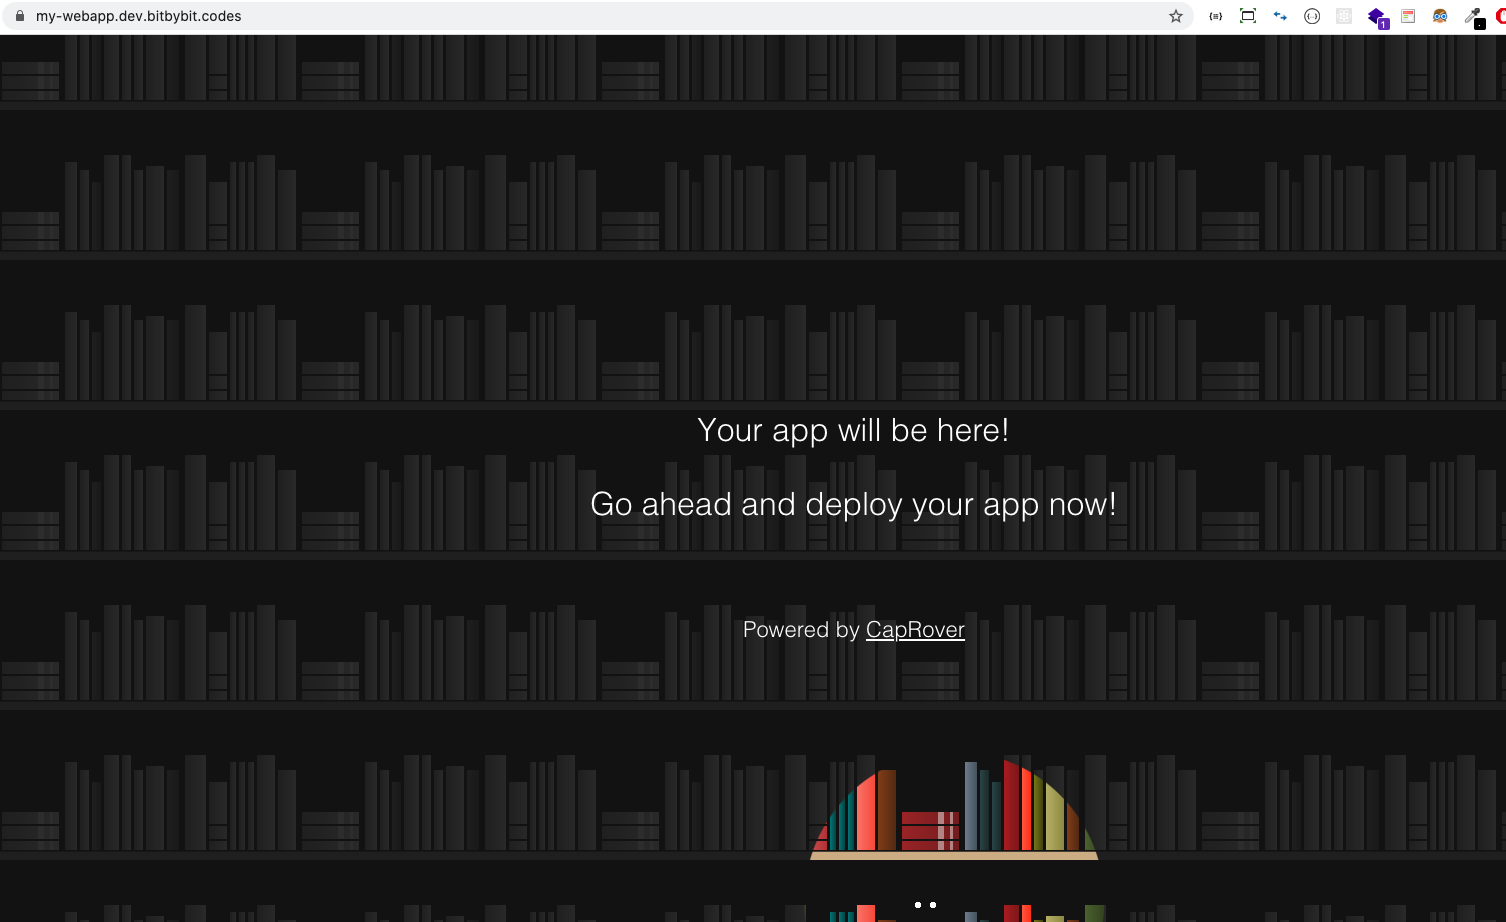 my-webapp.dev.bitbybit.codes
1
Your app will be here!
Go ahead and deploy your app now!
Powered by CapRover